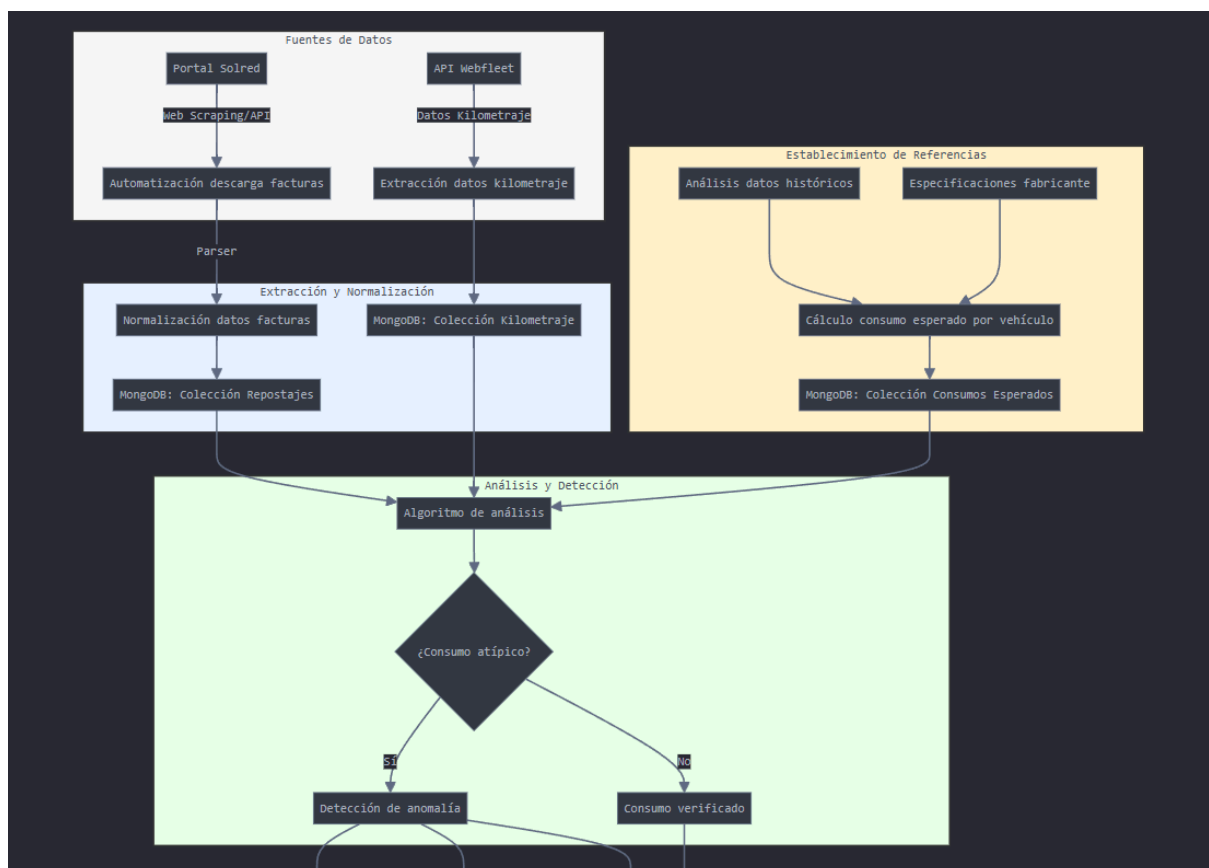 Fuentes de Datos
Portal Solred
API Webfleet
Web Scraping/API
Datos Kilometraje
Automatización descarga facturas
Extracción datos kilometraje
Parser
Establecimiento de Referencias
Análisis datos históricos
Especificaciones fabricante
Cálculo consumo esperado por vehículo
MongoDB: Colección Consumos Esperados
Extracción y Normalización
Normalización datos facturas
MongoDB: Colección Kilometraje
MongoDB: Colección Repostajes
Análisis y Detección
Algoritmo de análisis
¿Consumo atípico?
Sí
No
Detección de anomalía
Consumo verificado